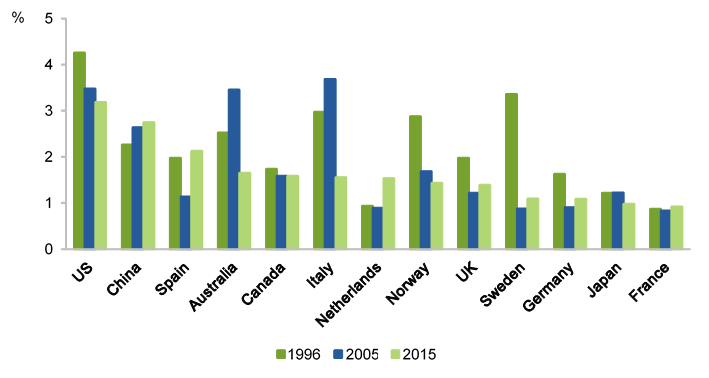 %
5
4
3
2
1
0
US
China
Spain
Australia
Canada
Italy
Netherlands
Norway
UK
Sweden
Germany
Japan
France
1996 2005 2015